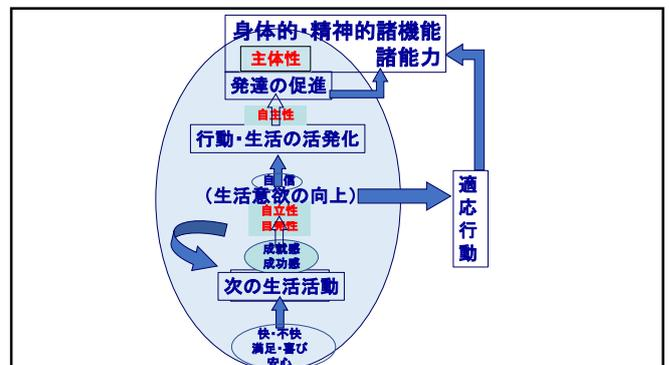 身体的・精神的諸機能
諸能力
主体性
発達の促進
自主性
行動・生活の活発化
自信
(生活意欲の向上)
適応行動
自立性
自発性
成就感
成功感
次の生活活動
快・不快
満足・喜び
安心